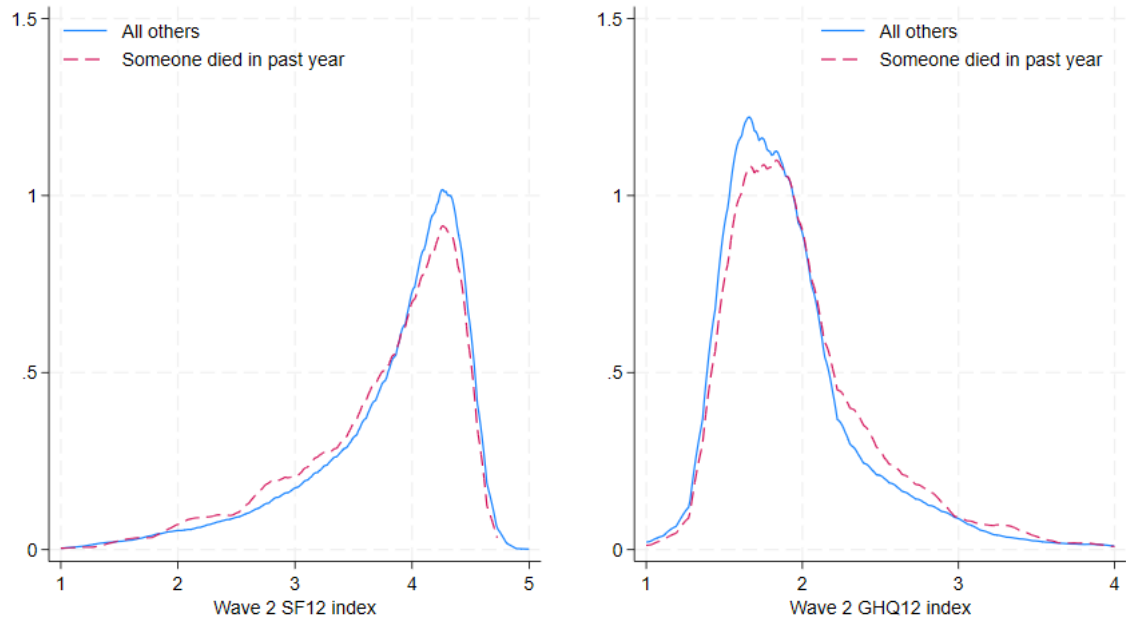 1.5
All others
Someone died in past year
1
.5
0
1 2 3 4 5
Wave 2 SF12 index
1.5
All others
Someone died in past year
1
.5
0
1 2 3 4
Wave 2 GHQ12 index